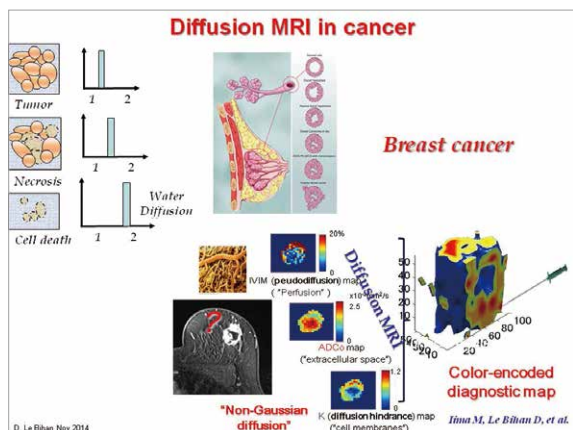 Diffusion MRI in cancer
Tumor
1 2
Necrosis
1 2
Water
Diffusion
Cell death
1 2
Breast cancer
20%
0
IVIM (peudodiffusion) map
("Perfusion")
2.5
0
ADCo map
("extracellular space")
1.2
0
K (diffusion hindrance) map
("cell membranes")
"Non-Gaussian
diffusion"
Diffusion MRI
50
40
30
20
10
20 40 60 80 100
Color-encoded
diagnostic map
Iima M, Le Bihan D, et al.
D. Le Bihan Nov 2014